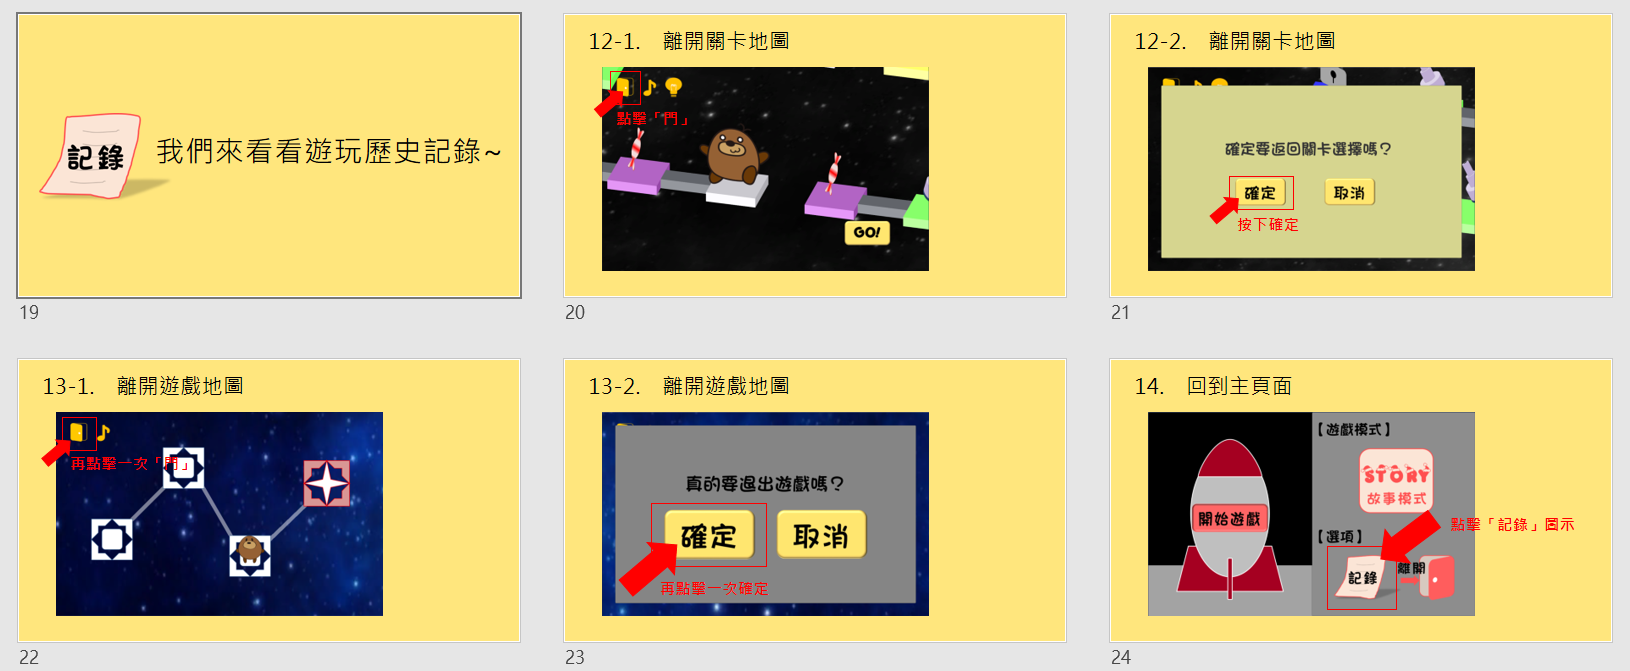 記錄 我們來看看遊玩歷史記錄~
19
12-1. 離開關卡地圖
點擊「門」
GO!
20
12-2. 離開關卡地圖
確定要返回關卡選擇嗎？
確定 取消
按下確定
21
13-1. 離開遊戲地圖
再點擊一次「門」
22
13-2. 離開遊戲地圖
真的要退出遊戲嗎？
確定 取消
再點擊一次確定
23
14. 回到主頁面
【遊戲模式】
STORY
故事模式
開始遊戲
點擊「記錄」圖示
【選項】
離開
記錄
24